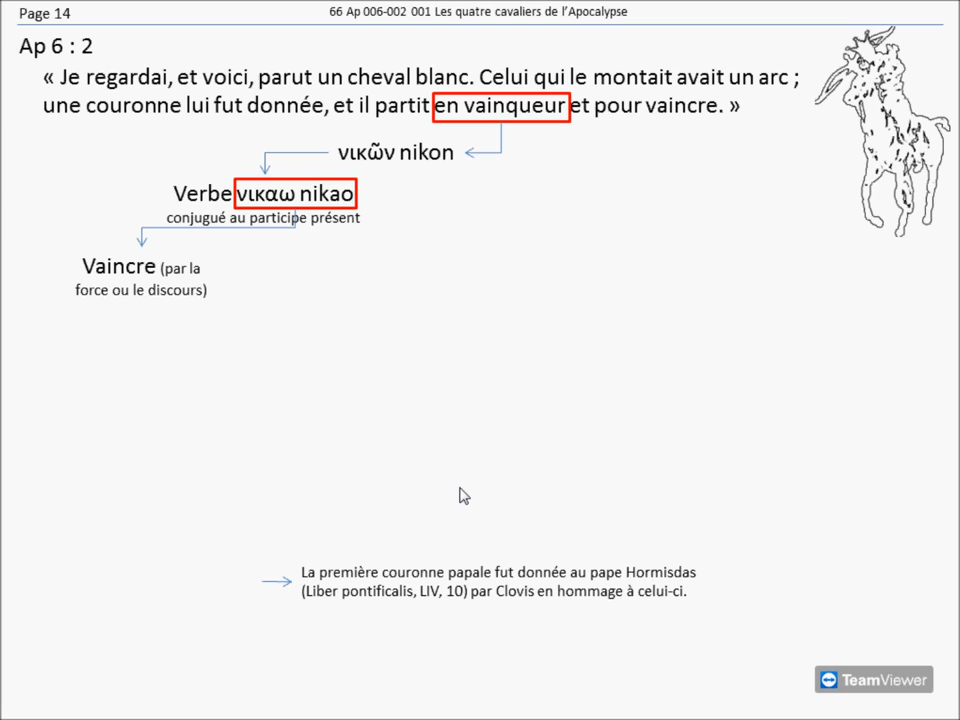 Page 14
66 Ap 006-002 001 Les quatre cavaliers de l’Apocalypse
Ap 6 : 2
« Je regardai, et voici, parut un cheval blanc. Celui qui le montait avait un arc ;
une couronne lui fut donnée, et il partit en vainqueur et pour vaincre. »
νικῶν nikon
Verbe νικαω nikao
conjugué au participe présent
Vaincre (par la
force ou le discours)
La première couronne papale fut donnée au pape Hormisdas
(Liber pontificalis, LIV, 10) par Clovis en hommage à celui-ci.
TeamViewer